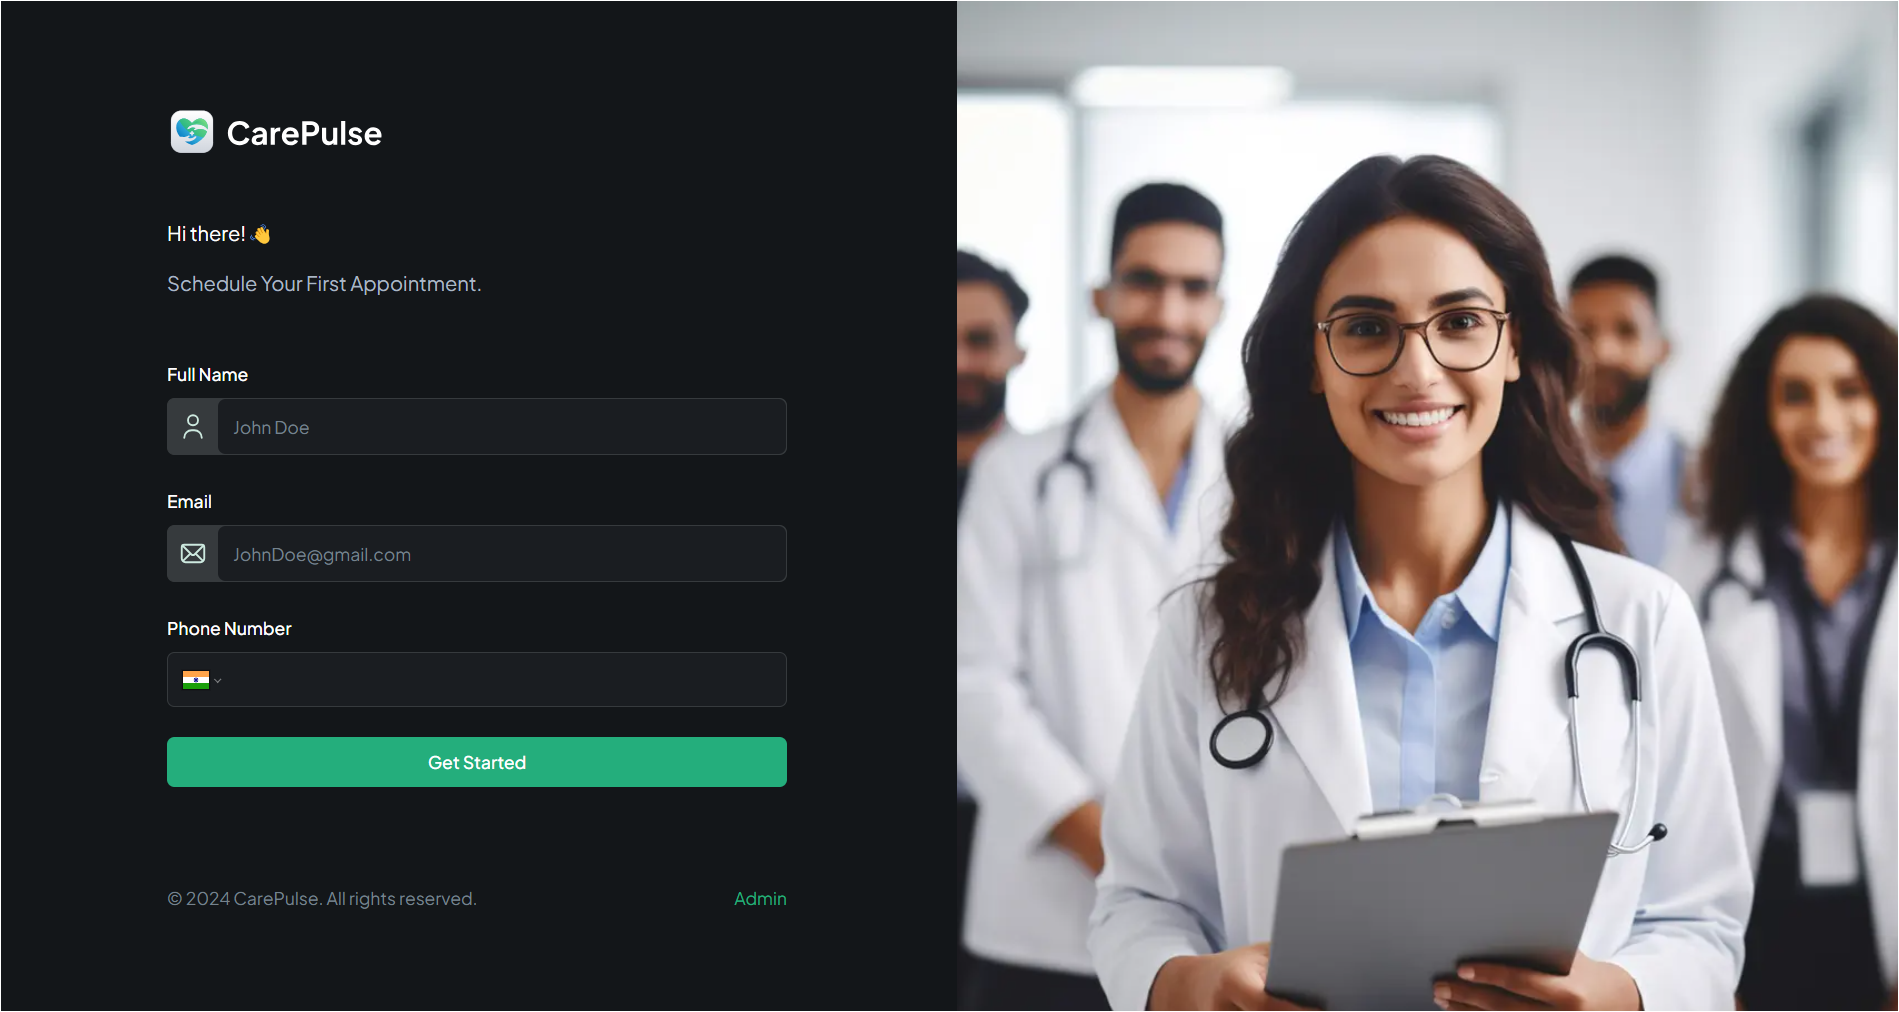 CarePulse
Hi there! 👋
Schedule Your First Appointment.
Full Name
John Doe
Email
JohnDoe@gmail.com
Phone Number
Get Started
© 2024 CarePulse. All rights reserved.
Admin